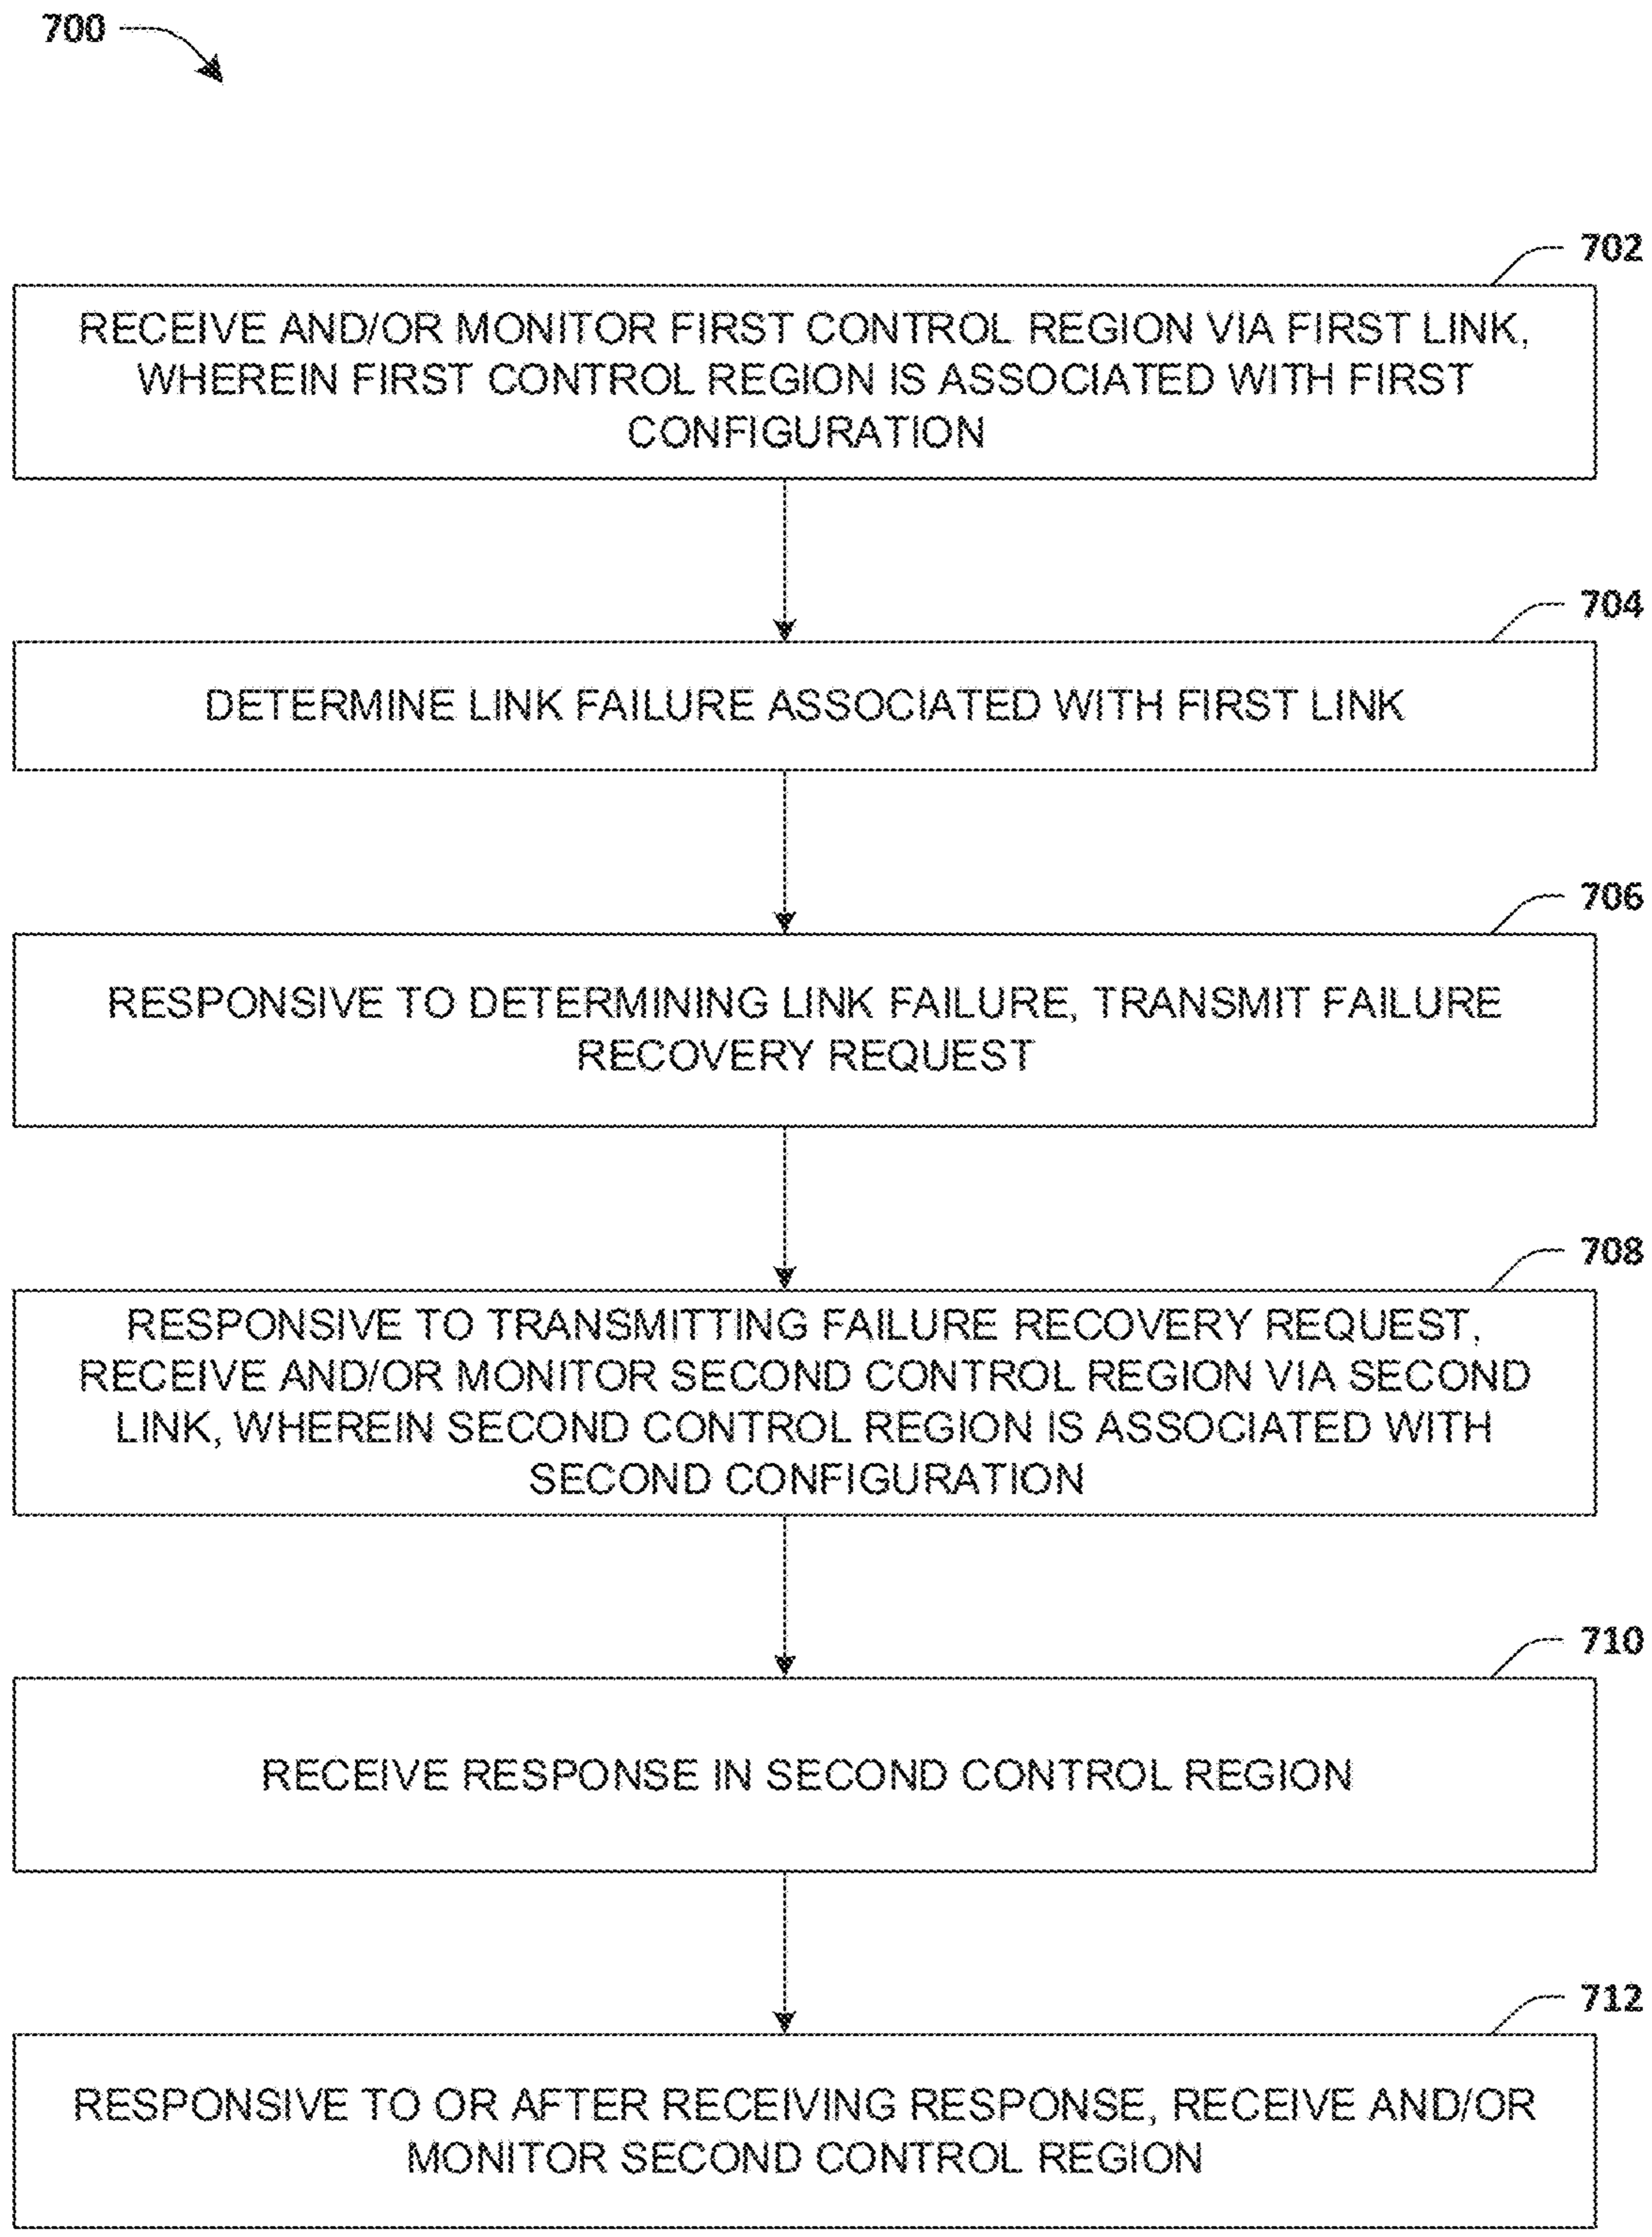 700
702
RECEIVE AND/OR MONITOR FIRST CONTROL REGION VIA FIRST LINK,
WHEREIN FIRST CONTROL REGION IS ASSOCIATED WITH FIRST
CONFIGURATION
704
DETERMINE LINK FAILURE ASSOCIATED WITH FIRST LINK
706
RESPONSIVE TO DETERMINING LINK FAILURE, TRANSMIT FAILURE
RECOVERY REQUEST
708
RESPONSIVE TO TRANSMITTING FAILURE RECOVERY REQUEST,
RECEIVE AND/OR MONITOR SECOND CONTROL REGION VIA SECOND
LINK, WHEREIN SECOND CONTROL REGION IS ASSOCIATED WITH
SECOND CONFIGURATION
710
RECEIVE RESPONSE IN SECOND CONTROL REGION
712
RESPONSIVE TO OR AFTER RECEIVING RESPONSE, RECEIVE AND/OR
MONITOR SECOND CONTROL REGION